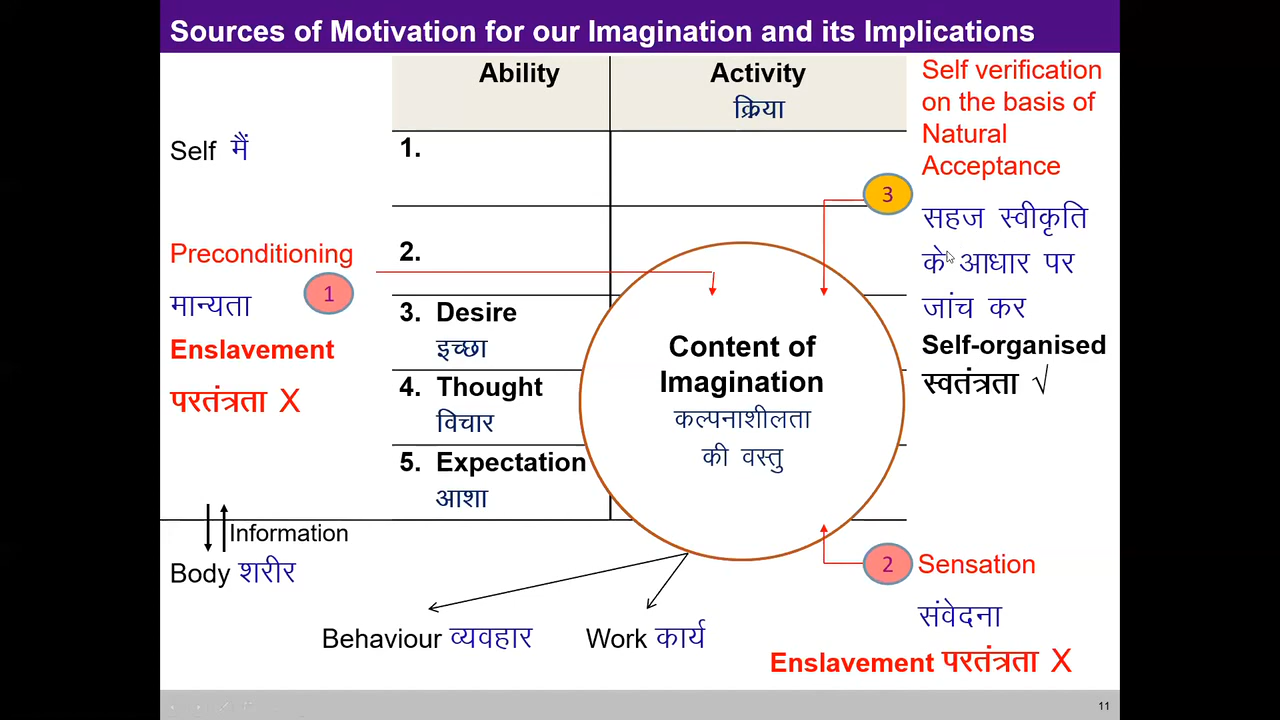 Sources of Motivation for our Imagination and its Implications
Ability
Activity
क्रिया
Self मैं
1.
Preconditioning
1
मान्यता
Enslavement
परतंत्रता X
2.
3. Desire
इच्छा
4. Thought
विचार
5. Expectation
आशा
Content of
Imagination
कल्पनाशीलता
की वस्तु
Self verification
on the basis of
Natural
Acceptance
3
सहज स्वीकृति
के आधार पर
जांच कर
Self-organised
स्वतंत्रता √
Information
Body शरीर
2 Sensation
संवेदना
Behaviour व्यवहार
Work कार्य
Enslavement परतंत्रता X
11